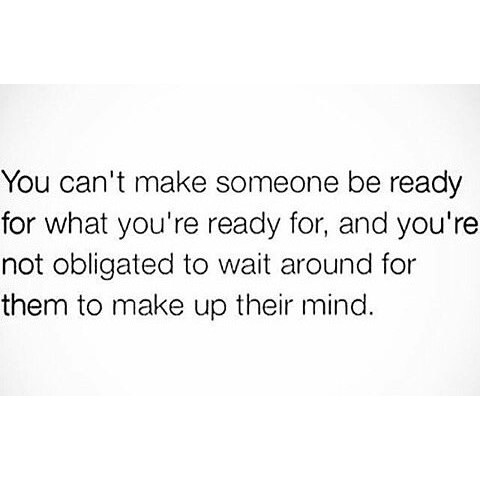 You can't make someone be ready
for what you're ready for, and you're
not obligated to wait around for
them to make up their mind.